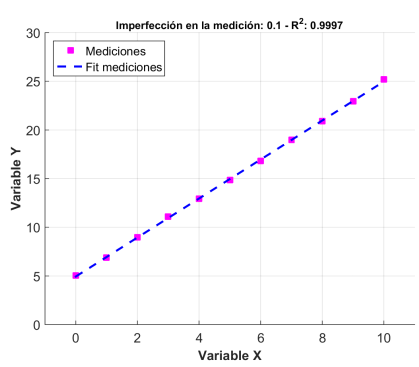 Imperfección en la medición: 0.1 - R²: 0.9997
Mediciones
Fit mediciones
30
25
20
15
10
5
0
Variable Y
0 2 4 6 8 10
Variable X